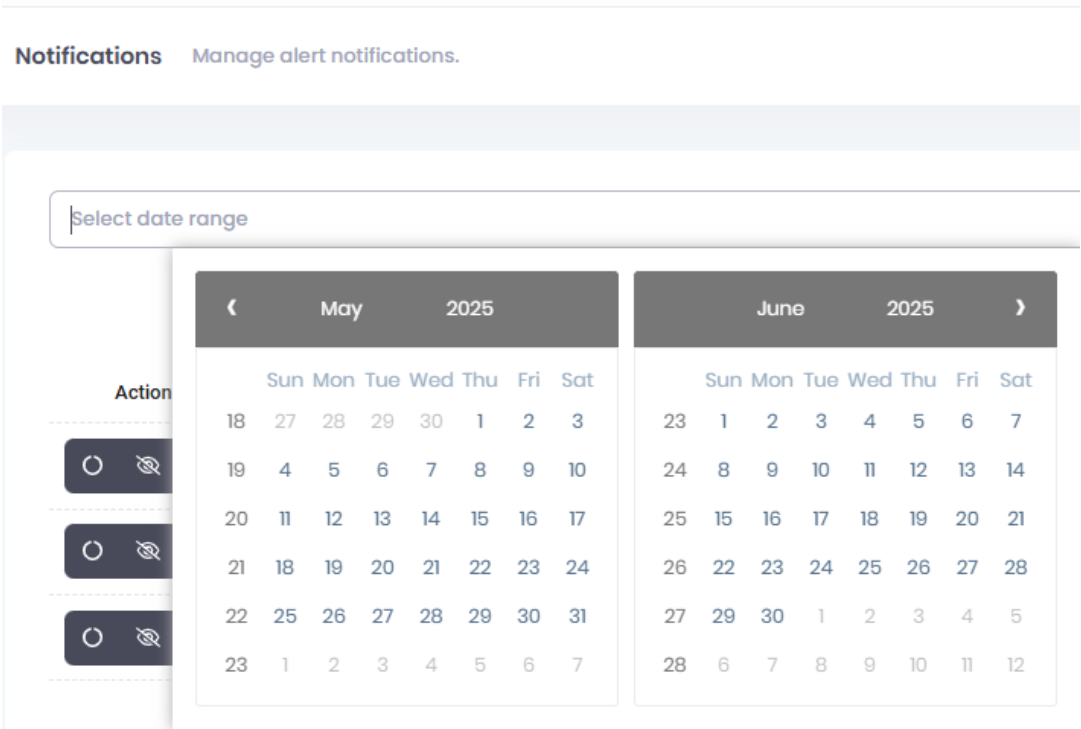 Notifications Manage alert notifications.
Select date range
‹ May 2025
Sun Mon Tue Wed Thu Fri Sat
18 27 28 29 30 1 2 3
19 4 5 6 7 8 9 10
20 11 12 13 14 15 16 17
21 18 19 20 21 22 23 24
22 25 26 27 28 29 30 31
23 1 2 3 4 5 6 7
June 2025 ›
Sun Mon Tue Wed Thu Fri Sat
23 1 2 3 4 5 6 7
24 8 9 10 11 12 13 14
25 15 16 17 18 19 20 21
26 22 23 24 25 26 27 28
27 29 30 1 2 3 4 5
28 6 7 8 9 10 11 12
Action